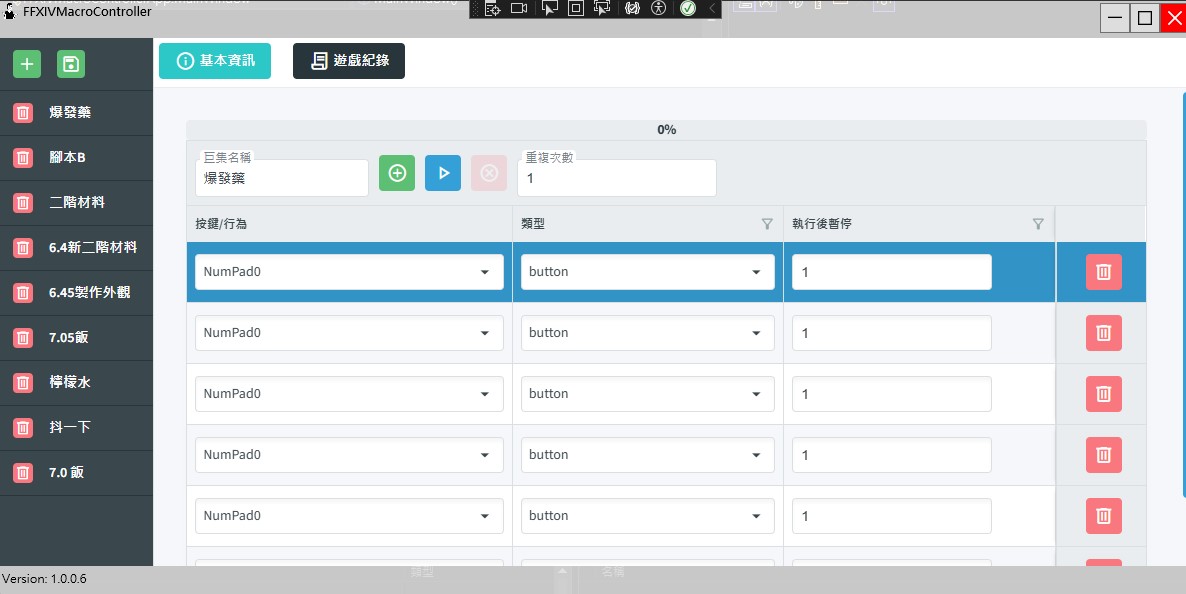 FFXIVMacroController
基本資訊
遊戲紀錄
爆發藥
腳本B
二階材料
6.4新二階材料
6.45製作外觀
7.05飯
檸檬水
抖一下
7.0 飯
0%
巨集名稱
爆發藥
重複次數
1
按鍵/行為
類型
執行後暫停
NumPad0
button
1
NumPad0
button
1
NumPad0
button
1
NumPad0
button
1
NumPad0
button
1
Version: 1.0.0.6
類型
名稱